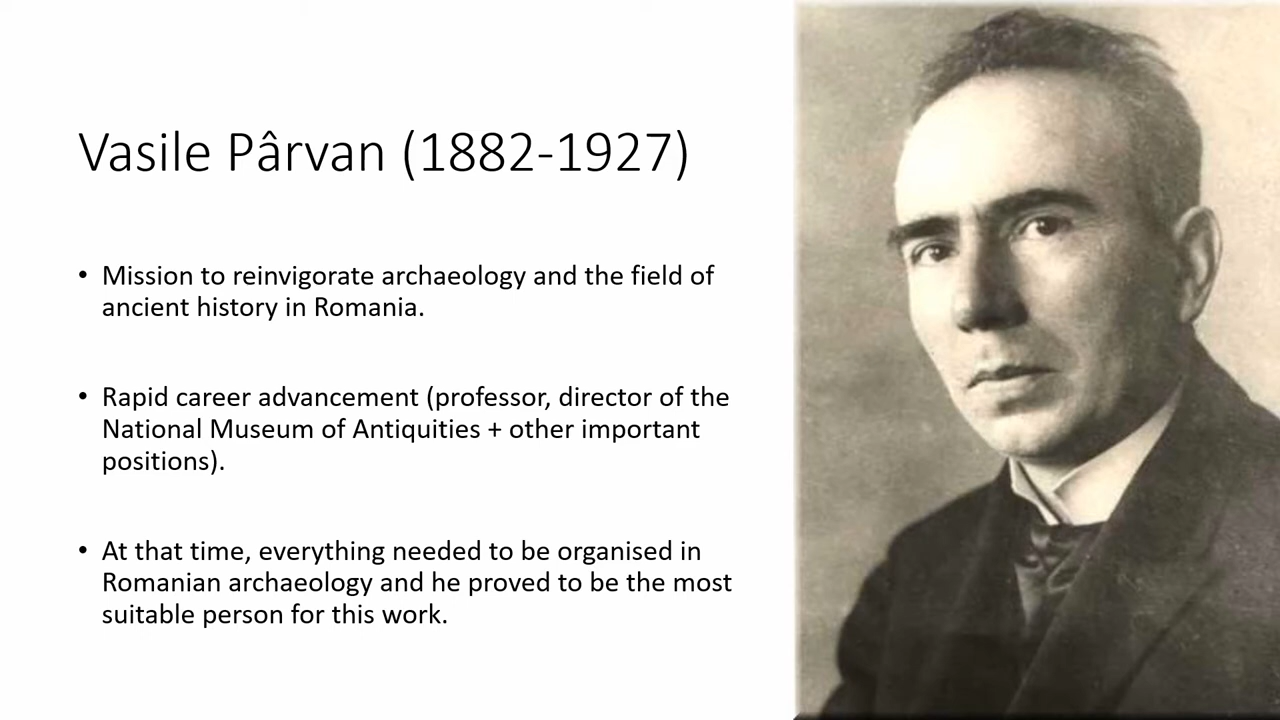 Vasile Pârvan (1882-1927)
• Mission to reinvigorate archaeology and the field of
ancient history in Romania.
• Rapid career advancement (professor, director of the
National Museum of Antiquities + other important
positions).
• At that time, everything needed to be organised in
Romanian archaeology and he proved to be the most
suitable person for this work.